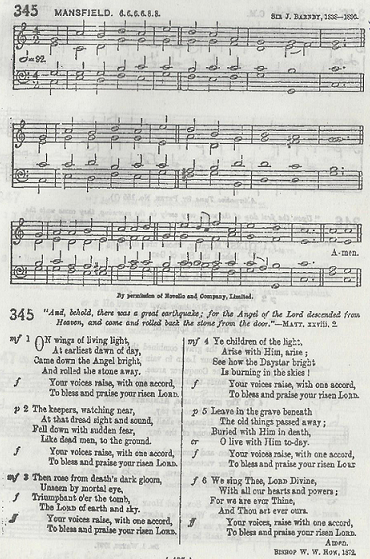 345 MANSFIELD. 6.6.6.6.8.8. SIR J. BARNBY, 1838–1896.
=92.
A-men.
By permission of Novello and Company, Limited.
345 "And, behold, there was a great earthquake; for the Angel of the Lord descended from
Heaven, and came and rolled back the stone from the door."—MATT. xxviii. 2.
mf 1 ON wings of living light,
At earliest dawn of day,
Came down the Angel bright,
And rolled the stone away.
f Your voices raise, with one accord,
To bless and praise your risen LORD.
p 2 The keepers, watching near,
At that dread sight and sound,
Fell down with sudden fear,
Like dead men, to the ground.
f Your voices raise, with one accord,
To bless and praise your risen LORD.
mf 3 Then rose from death's dark gloom,
Unseen by mortal eye,
f Triumphant o'er the tomb,
The LORD of earth and sky.
ff Your voices raise, with one accord,
To bless and praise your risen LORD.
mf 4 Ye children of the light,
Arise with Him, arise;
See how the Daystar bright
Is burning in the skies!
f Your voices raise, with one accord,
To bless and praise your risen LORD.
p 5 Leave in the grave beneath
The old things passed away;
Buried with Him in death,
cr O live with Him to-day.
f Your voices raise, with one accord,
To bless and praise your risen LORD
f 6 We sing Thee, LORD Divine,
With all our hearts and powers;
For we are ever Thine,
And Thou art ever ours.
ff Your voices raise, with one accord,
To bless and praise your risen LORD.
Amen.
BISHOP W. W. HOW, 1872.